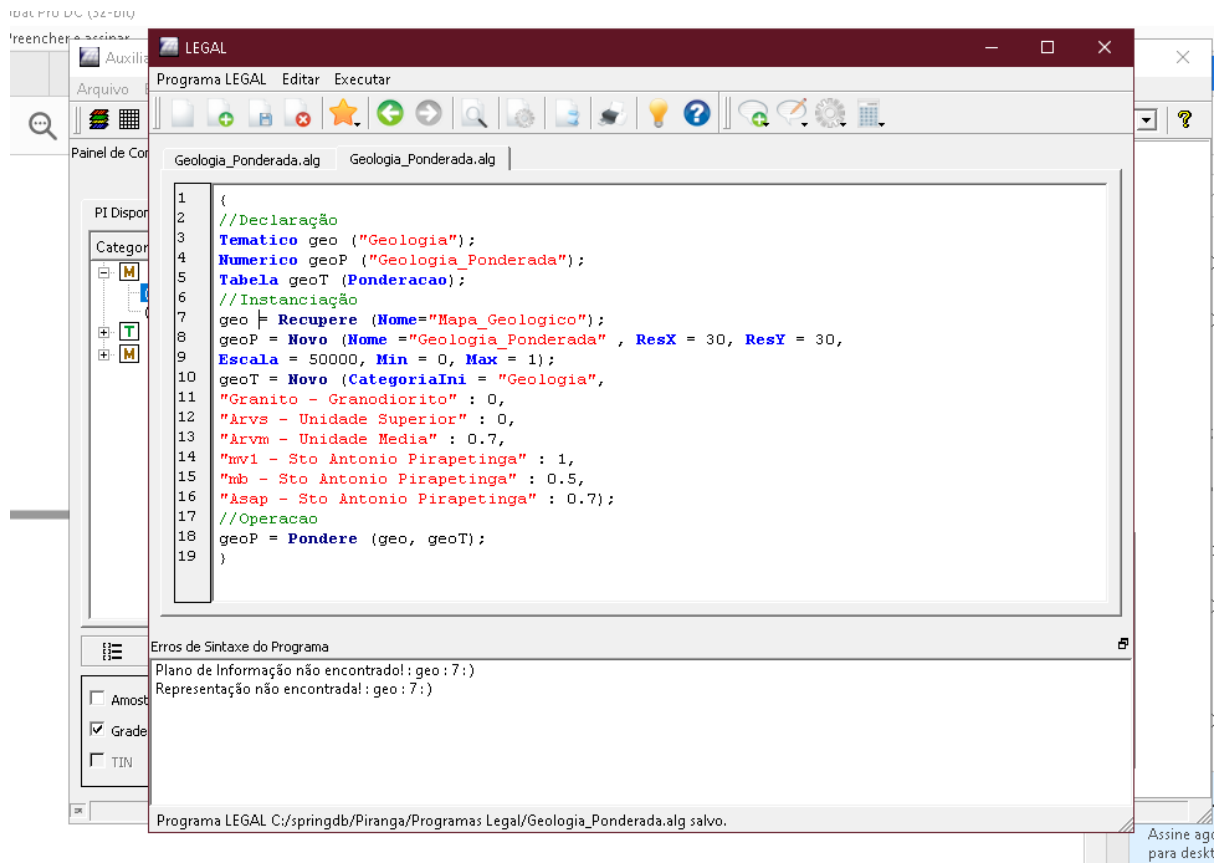 obat Pro DC (32-bit)
Preencher e assinar
Auxilia
Arquivo
Painel de Con
PI Dispon
Categor
M
T
M
Amost
Grade
TIN
LEGAL
Programa LEGAL Editar Executar
Geologia_Ponderada.alg Geologia_Ponderada.alg
1 {
2 //Declaração
3 Tematico geo ("Geologia");
4 Numerico geoP ("Geologia_Ponderada");
5 Tabela geoT (Ponderacao);
6 //Instanciação
7 geo = Recupere (Nome="Mapa_Geologico");
8 geoP = Novo (Nome ="Geologia_Ponderada" , ResX = 30, ResY = 30,
9 Escala = 50000, Min = 0, Max = 1);
10 geoT = Novo (CategoriaIni = "Geologia",
11 "Granito - Granodiorito" : 0,
12 "Arvs - Unidade Superior" : 0,
13 "Arvm - Unidade Media" : 0.7,
14 "mv1 - Sto Antonio Pirapetinga" : 1,
15 "mb - Sto Antonio Pirapetinga" : 0.5,
16 "Asap - Sto Antonio Pirapetinga" : 0.7);
17 //Operacao
18 geoP = Pondere (geo, geoT);
19 }
Erros de Sintaxe do Programa
Plano de Informação não encontrado! : geo : 7 : )
Representação não encontrada! : geo : 7 : )
Programa LEGAL C:/springdb/Piranga/Programas Legal/Geologia_Ponderada.alg salvo.
Assine ago
para deskt